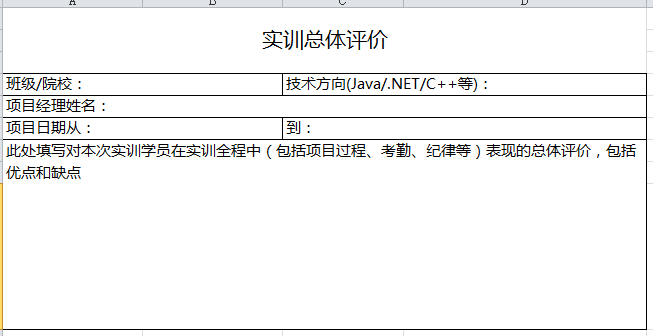 A B C D
实训总体评价
班级/院校： 技术方向(Java/.NET/C++等)：
项目经理姓名：
项目日期从： 到：
此处填写对本次实训学员在实训全程中（包括项目过程、考勤、纪律等）表现的总体评价，包括
优点和缺点